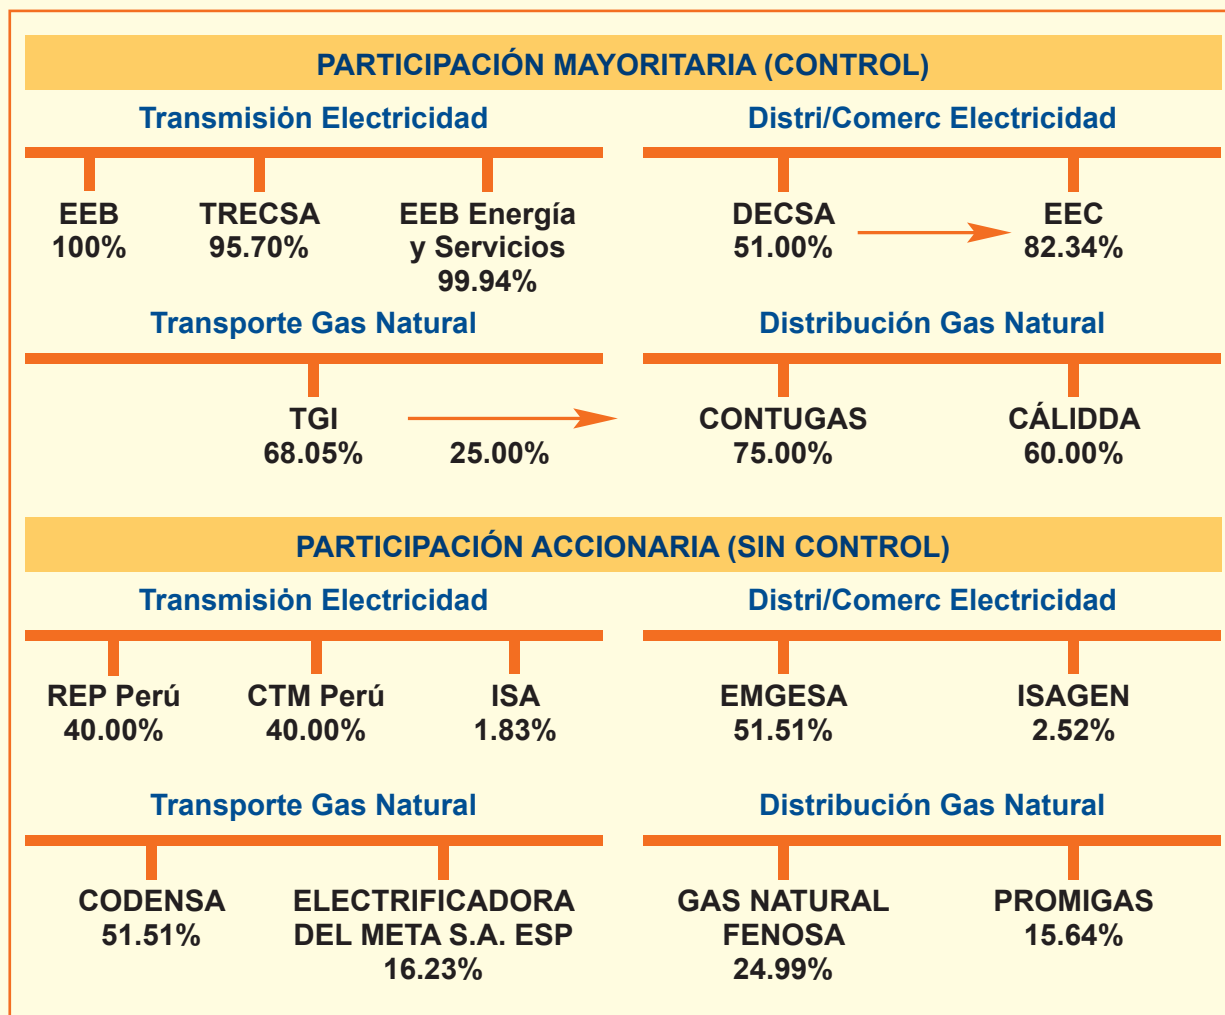 PARTICIPACIÓN MAYORITARIA (CONTROL)
Transmisión Electricidad
EEB
100%
TRECSA
95.70%
EEB Energía
y Servicios
99.94%
Distri/Comerc Electricidad
DECSA
51.00%
EEC
82.34%
Transporte Gas Natural
TGI
68.05%
25.00%
Distribución Gas Natural
CONTUGAS
75.00%
CÁLIDDA
60.00%
PARTICIPACIÓN ACCIONARIA (SIN CONTROL)
Transmisión Electricidad
REP Perú
40.00%
CTM Perú
40.00%
ISA
1.83%
Distri/Comerc Electricidad
EMGESA
51.51%
ISAGEN
2.52%
Transporte Gas Natural
CODENSA
51.51%
ELECTRIFICADORA
DEL META S.A. ESP
16.23%
Distribución Gas Natural
GAS NATURAL
FENOSA
24.99%
PROMIGAS
15.64%